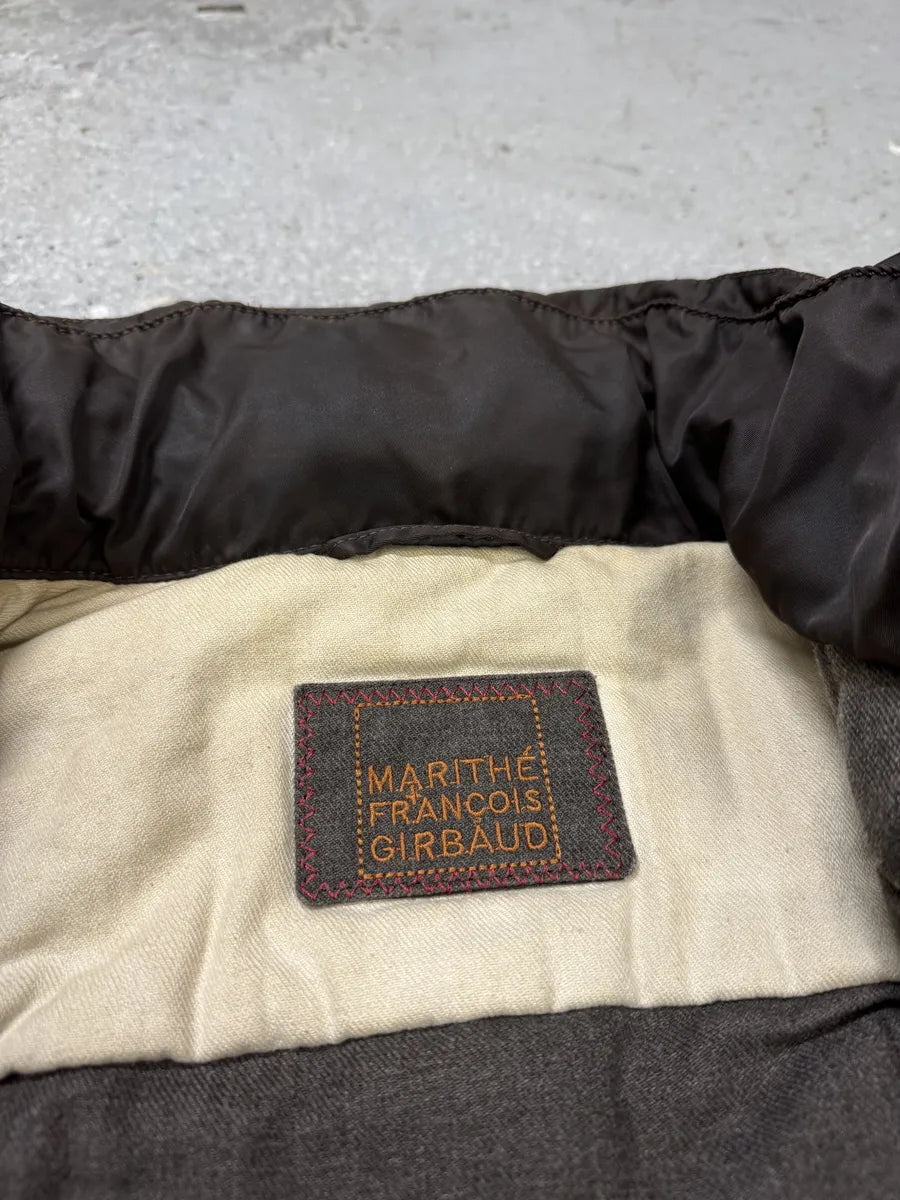 MARITHÉ
+
FRANÇOIS
GIRBAUD